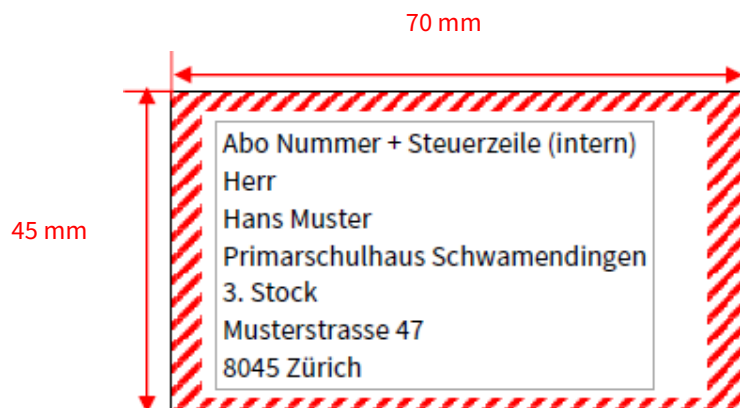 70 mm
45 mm
Abo Nummer + Steuerzeile (intern)
Herr
Hans Muster
Primarschulhaus Schwamendingen
3. Stock
Musterstrasse 47
8045 Zürich